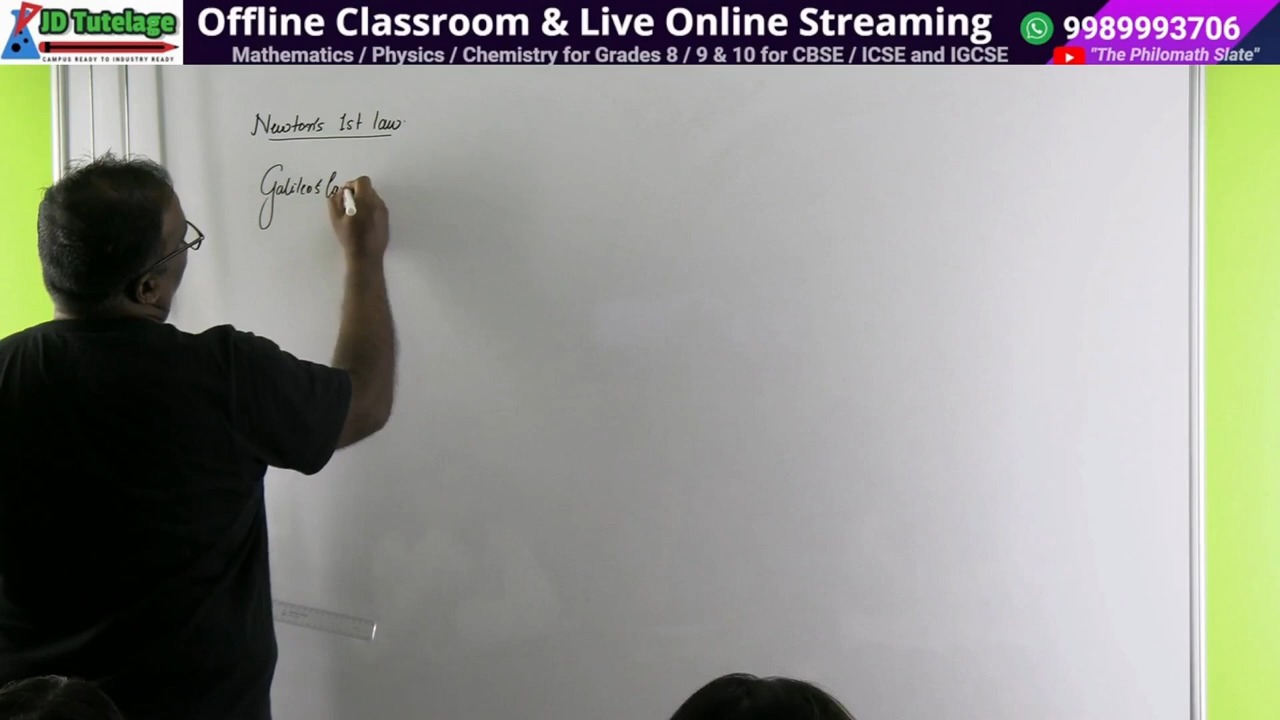 JD Tutelage
CAMPUS READY TO INDUSTRY READY
Offline Classroom & Live Online Streaming
Mathematics / Physics / Chemistry for Grades 8 / 9 & 10 for CBSE / ICSE and IGCSE
9989993706
"The Philomath Slate"
Newton's 1st law
Galileo's